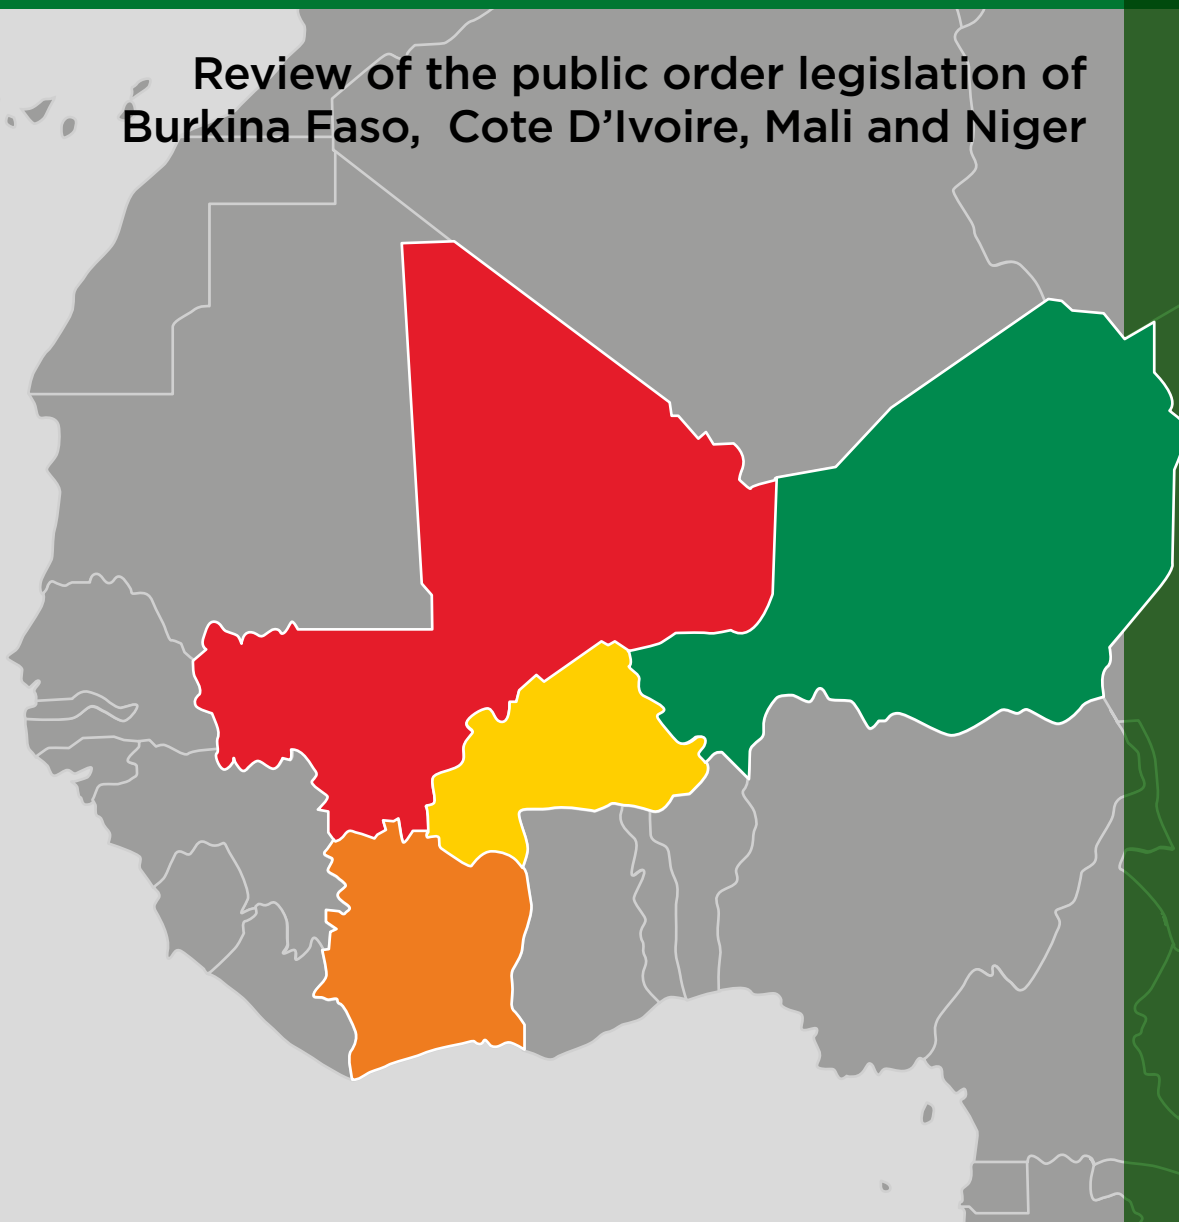 Review of the public order legislation of
Burkina Faso,  Cote D’Ivoire, Mali and Niger